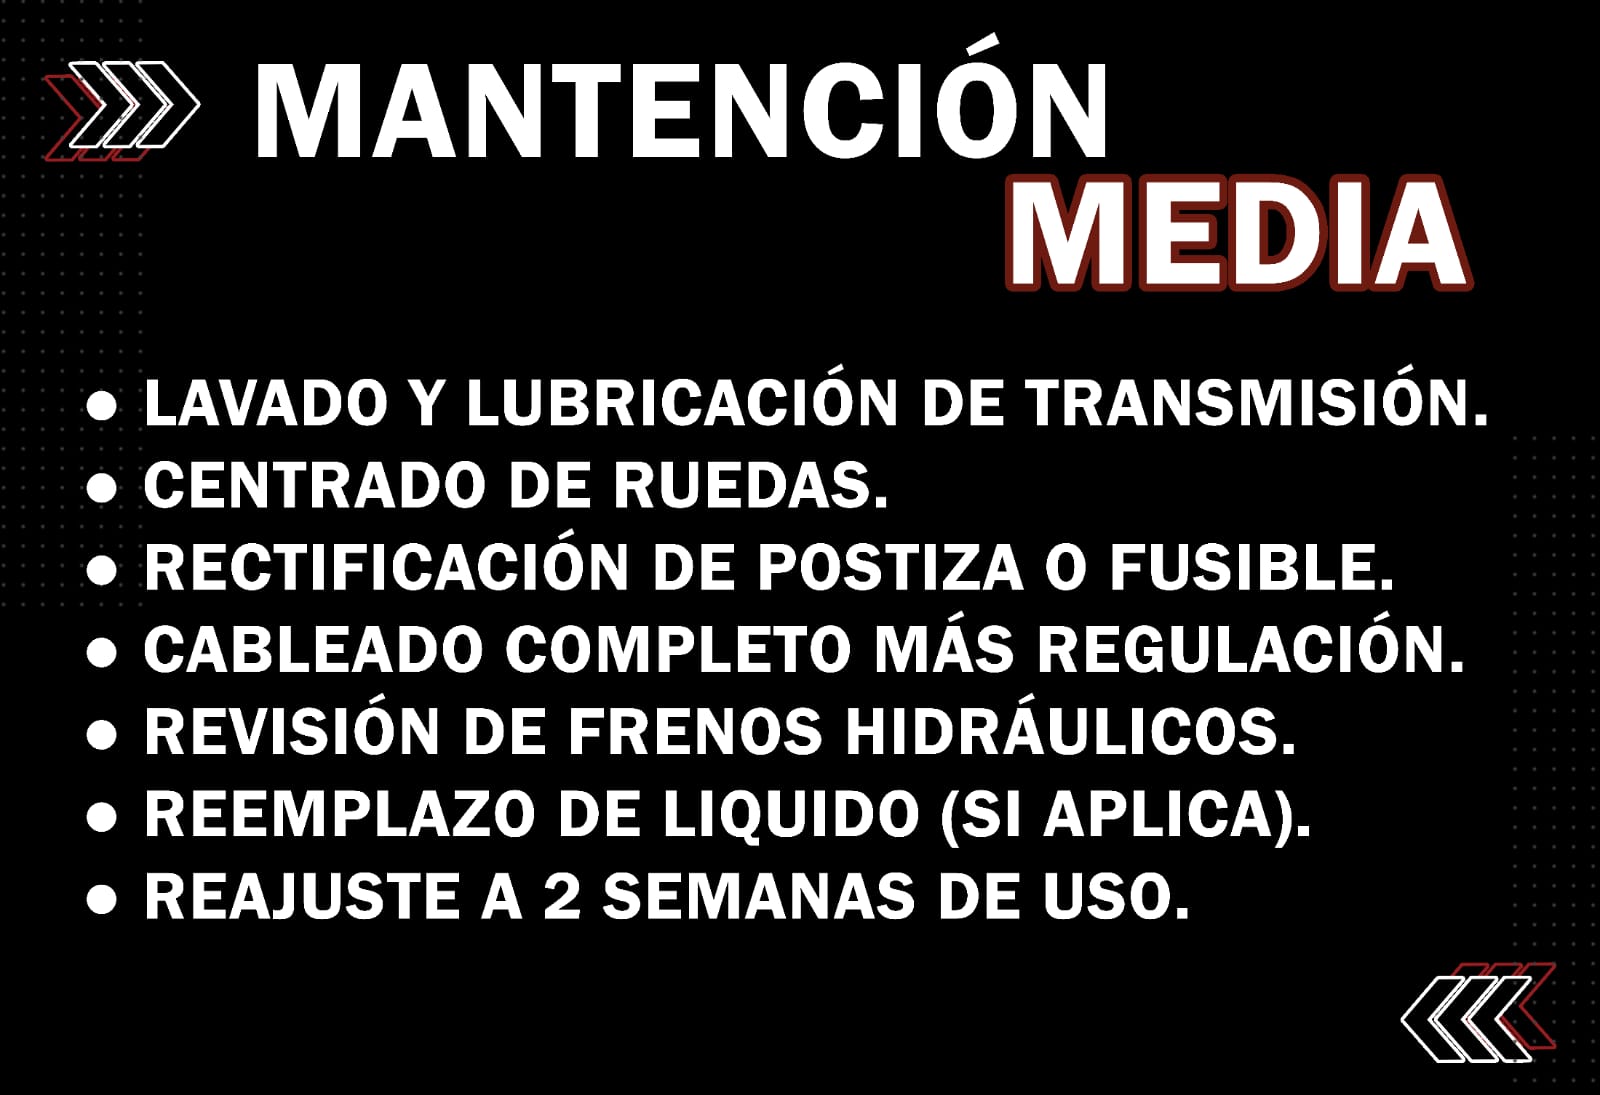 MANTENCIÓN
MEDIA
● LAVADO Y LUBRICACIÓN DE TRANSMISIÓN.
● CENTRADO DE RUEDAS.
● RECTIFICACIÓN DE POSTIZA O FUSIBLE.
● CABLEADO COMPLETO MÁS REGULACIÓN.
● REVISIÓN DE FRENOS HIDRÁULICOS.
● REEMPLAZO DE LIQUIDO (SI APLICA).
● REAJUSTE A 2 SEMANAS DE USO.